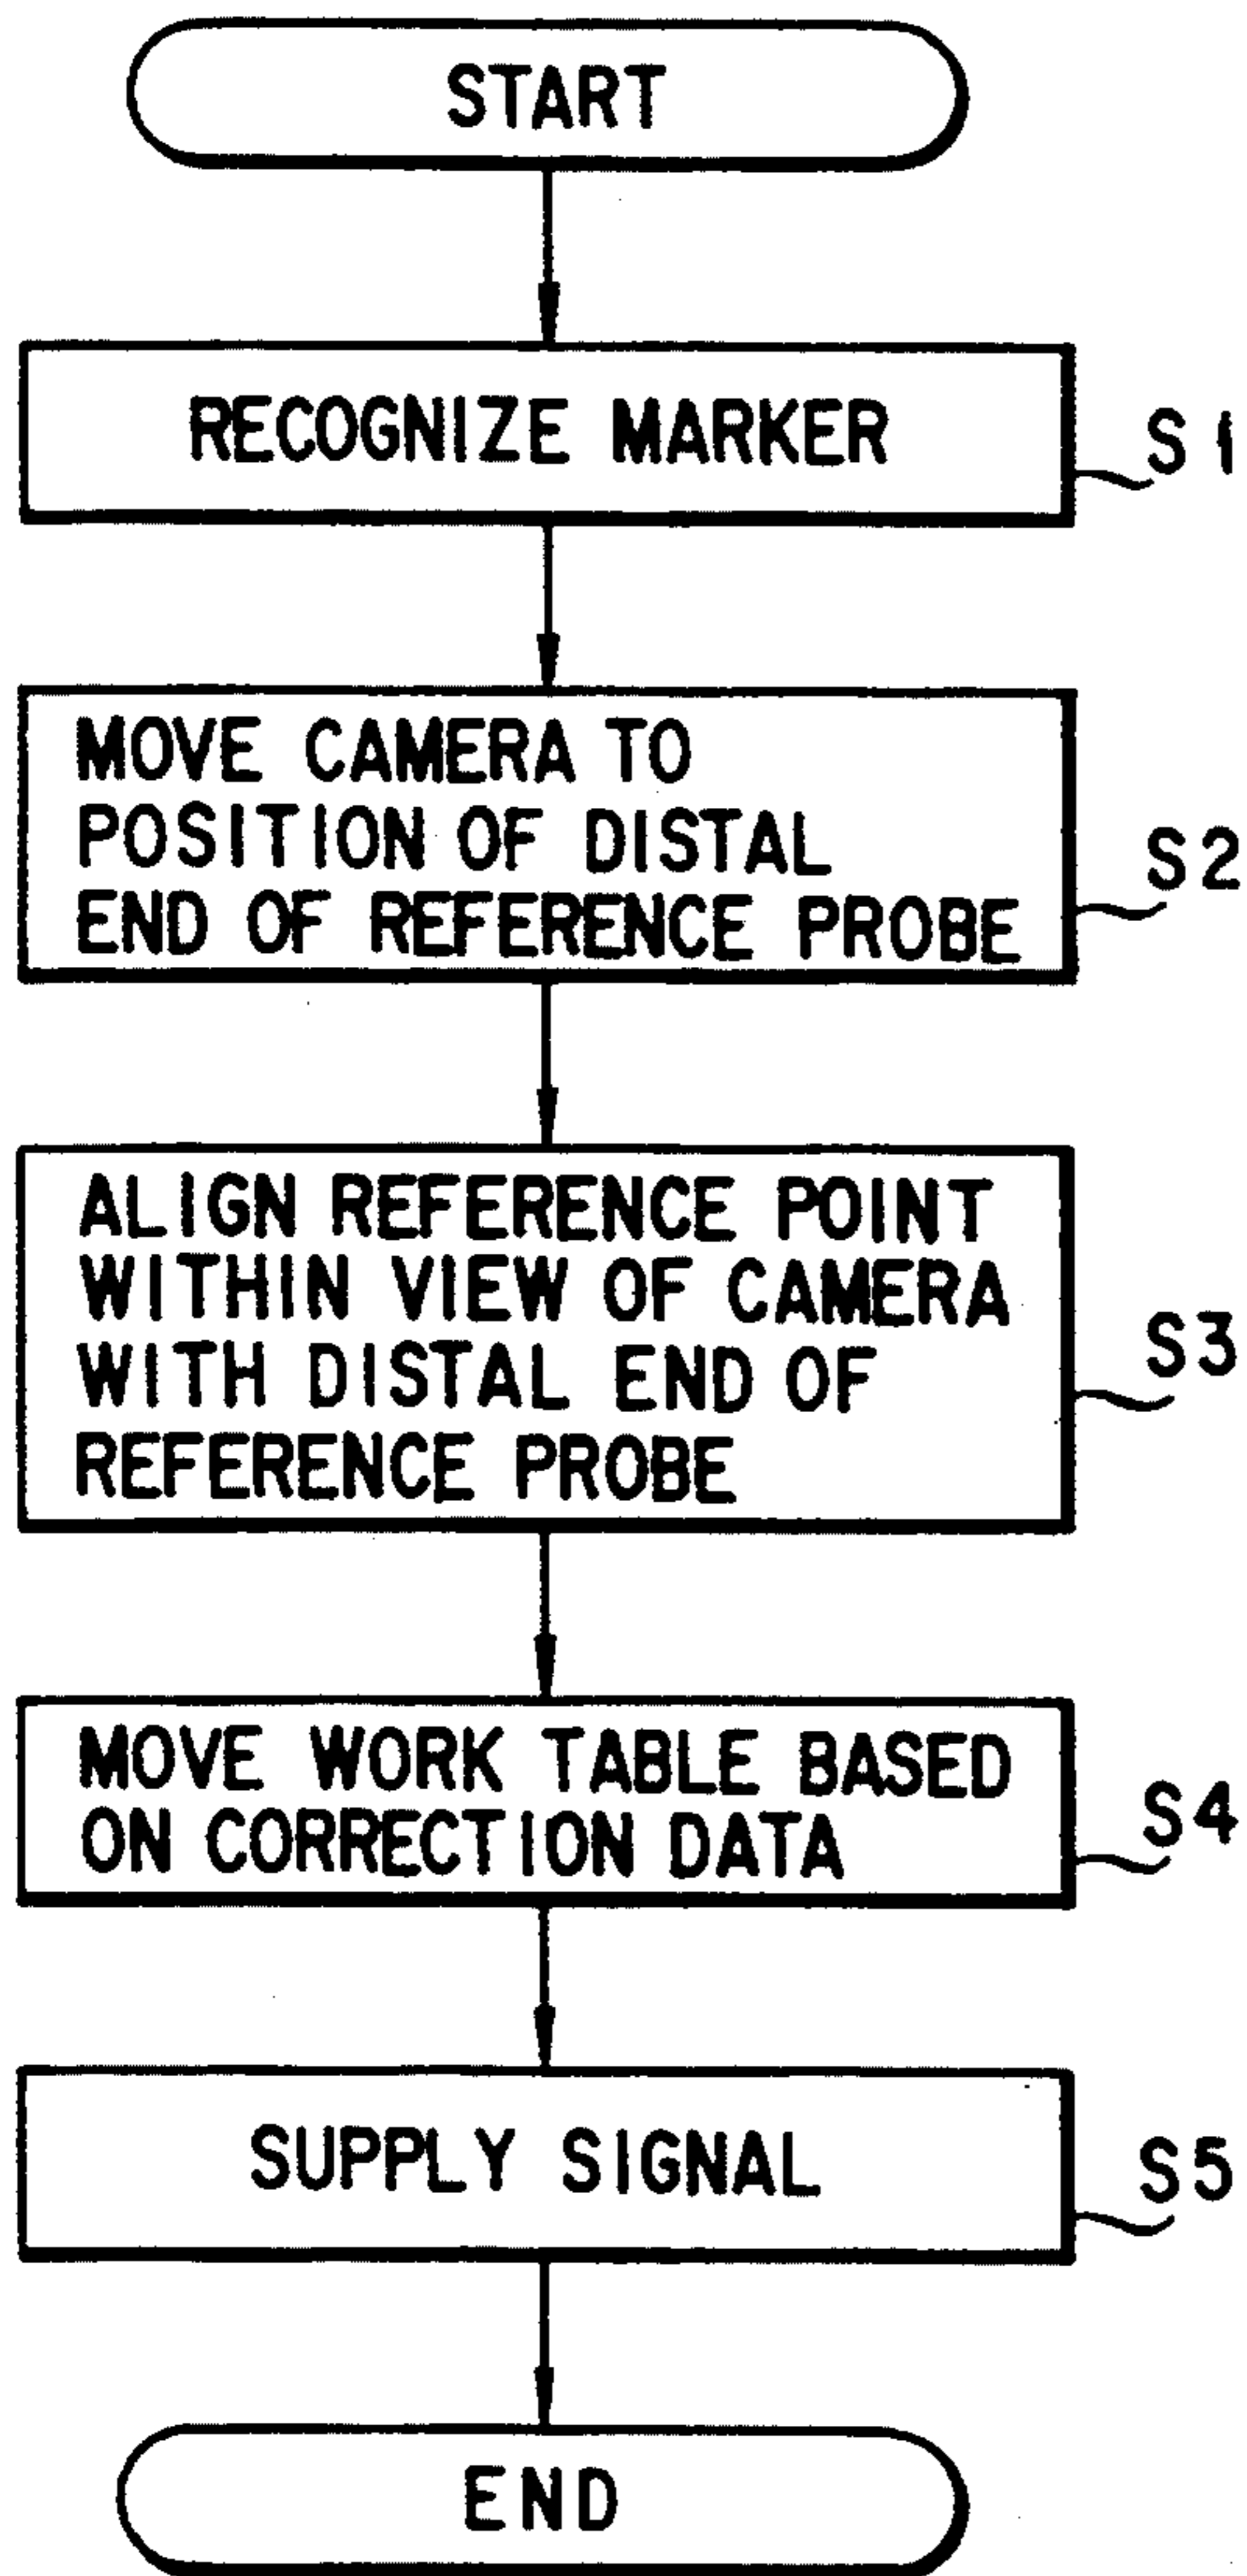 START
RECOGNIZE MARKER
S1
MOVE CAMERA TO
POSITION OF DISTAL
END OF REFERENCE PROBE
S2
ALIGN REFERENCE POINT
WITHIN VIEW OF CAMERA
WITH DISTAL END OF
REFERENCE PROBE
S3
MOVE WORK TABLE BASED
ON CORRECTION DATA
S4
SUPPLY SIGNAL
S5
END